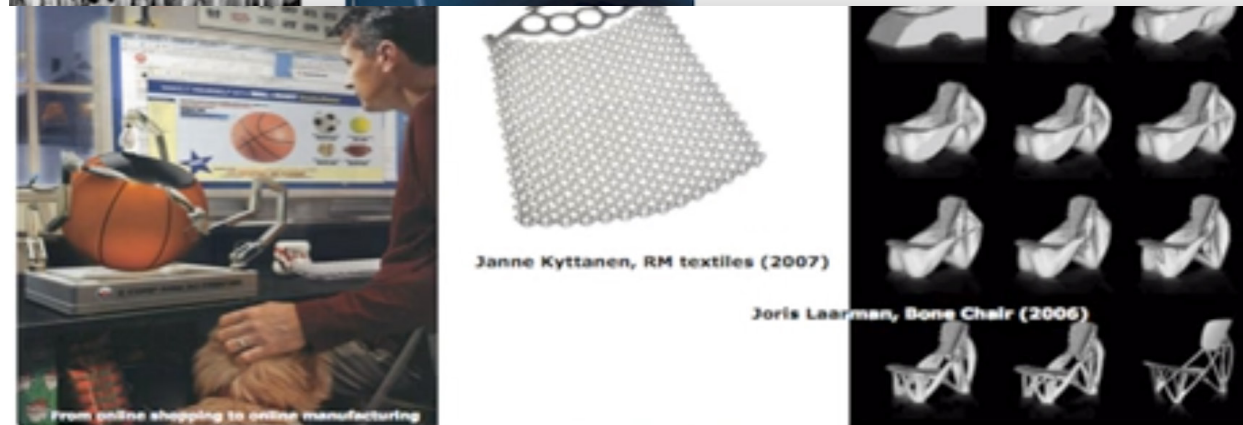 Janne Kyttanen, RM textiles (2007)
Joris Laarman, Bone Chair (2006)
From online shopping to online manufacturing